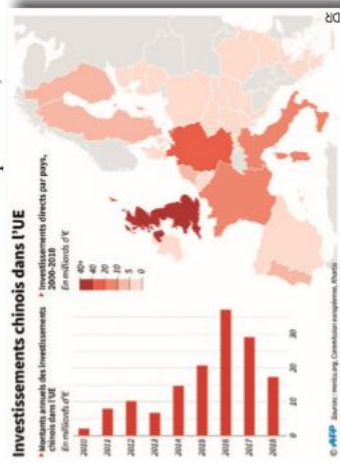 Investissements chinois dans l'UE
Montants annuels des investissements
chinois dans l'UE
En milliards d'€
2010
2011
2012
2013
2014
2015
2016
2017
2018
0
10
20
30
Investissements directs par pays,
2000-2018
En milliards d'€
40+
40
20
10
5
0
© AFP Sources: merics.org, Commission européenne, Rhodium
DR